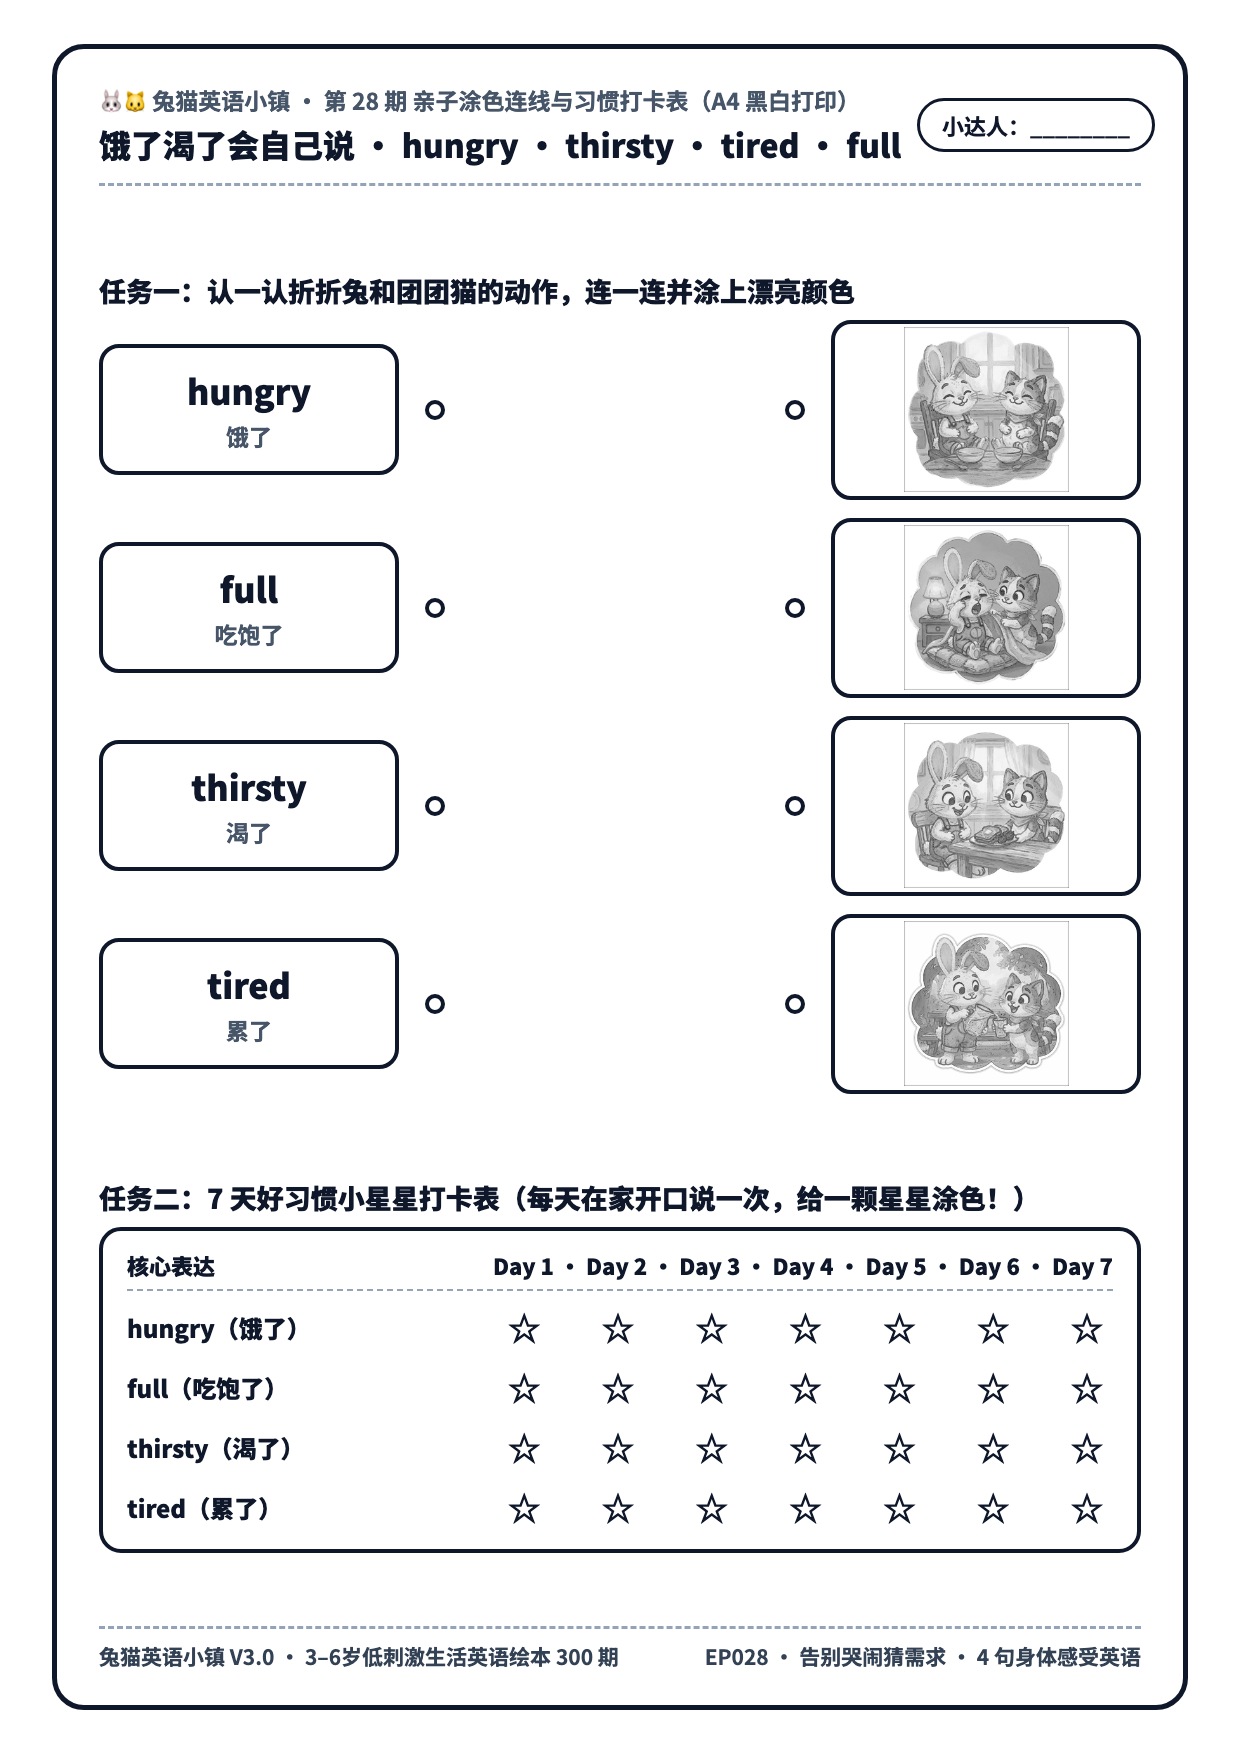 🐰🐱 兔猫英语小镇 · 第 28 期 亲子涂色连线与习惯打卡表（A4 黑白打印）
饿了渴了会自己说 · hungry · thirsty · tired · full
小达人：________
任务一：认一认折折兔和团团猫的动作，连一连并涂上漂亮颜色
hungry
饿了
full
吃饱了
thirsty
渴了
tired
累了
任务二：7 天好习惯小星星打卡表（每天在家开口说一次，给一颗星星涂色！）
核心表达 Day 1 · Day 2 · Day 3 · Day 4 · Day 5 · Day 6 · Day 7
hungry（饿了） ☆ ☆ ☆ ☆ ☆ ☆ ☆
full（吃饱了） ☆ ☆ ☆ ☆ ☆ ☆ ☆
thirsty（渴了） ☆ ☆ ☆ ☆ ☆ ☆ ☆
tired（累了） ☆ ☆ ☆ ☆ ☆ ☆ ☆
兔猫英语小镇 V3.0 · 3–6岁低刺激生活英语绘本 300 期
EP028 · 告别哭闹猜需求 · 4 句身体感受英语